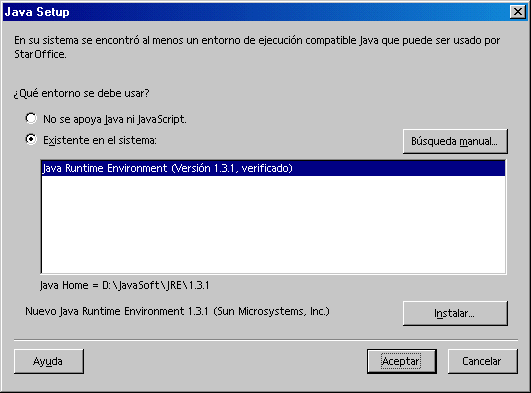 Java Setup
En su sistema se encontró al menos un entorno de ejecución compatible Java que puede ser usado por
StarOffice.
¿Qué entorno se debe usar?
No se apoya Java ni JavaScript.
Existente en el sistema:
Búsqueda manual...
Java Runtime Environment (Versión 1.3.1, verificado)
Java Home = D:\JavaSoft\JRE\1.3.1
Nuevo Java Runtime Environment 1.3.1 (Sun Microsystems, Inc.)
Instalar...
Ayuda
Aceptar
Cancelar